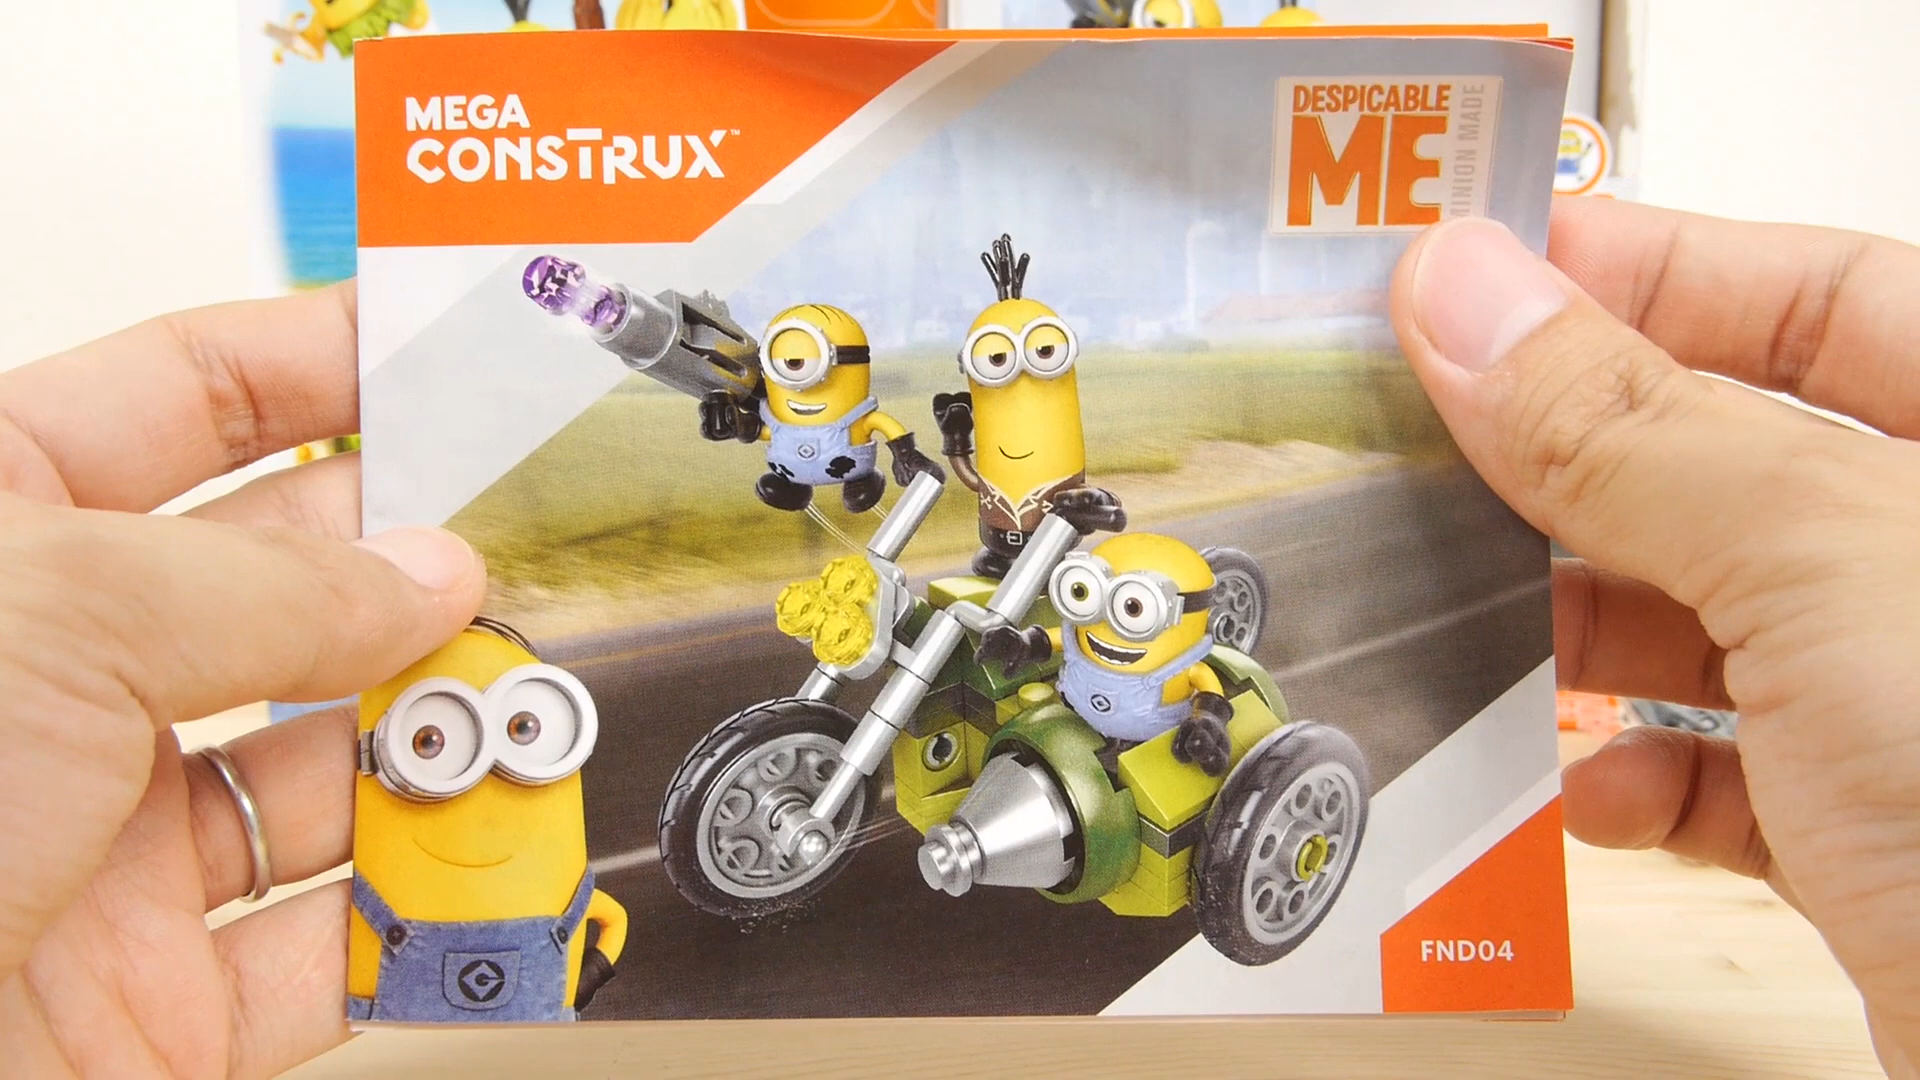 MEGA
CONSTRUX™
DESPICABLE
ME
MINION MADE
FND04